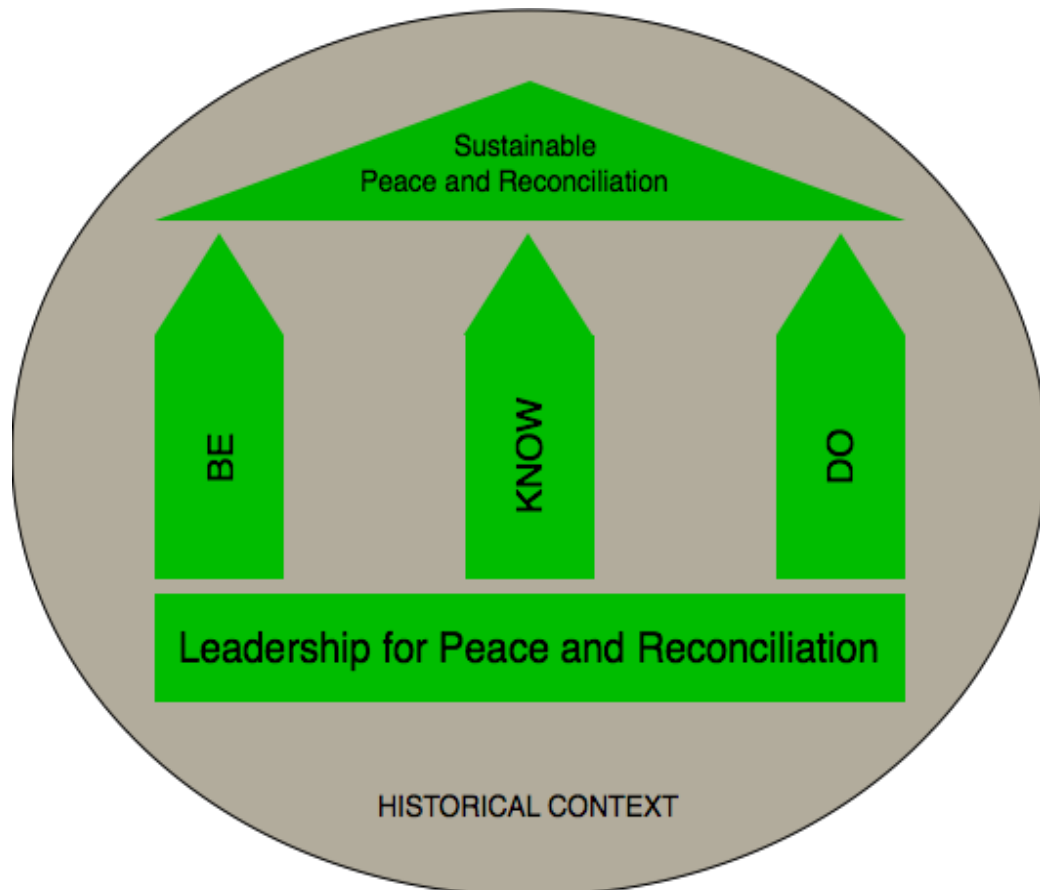 Sustainable
Peace and Reconciliation
BE
KNOW
DO
Leadership for Peace and Reconciliation
HISTORICAL CONTEXT